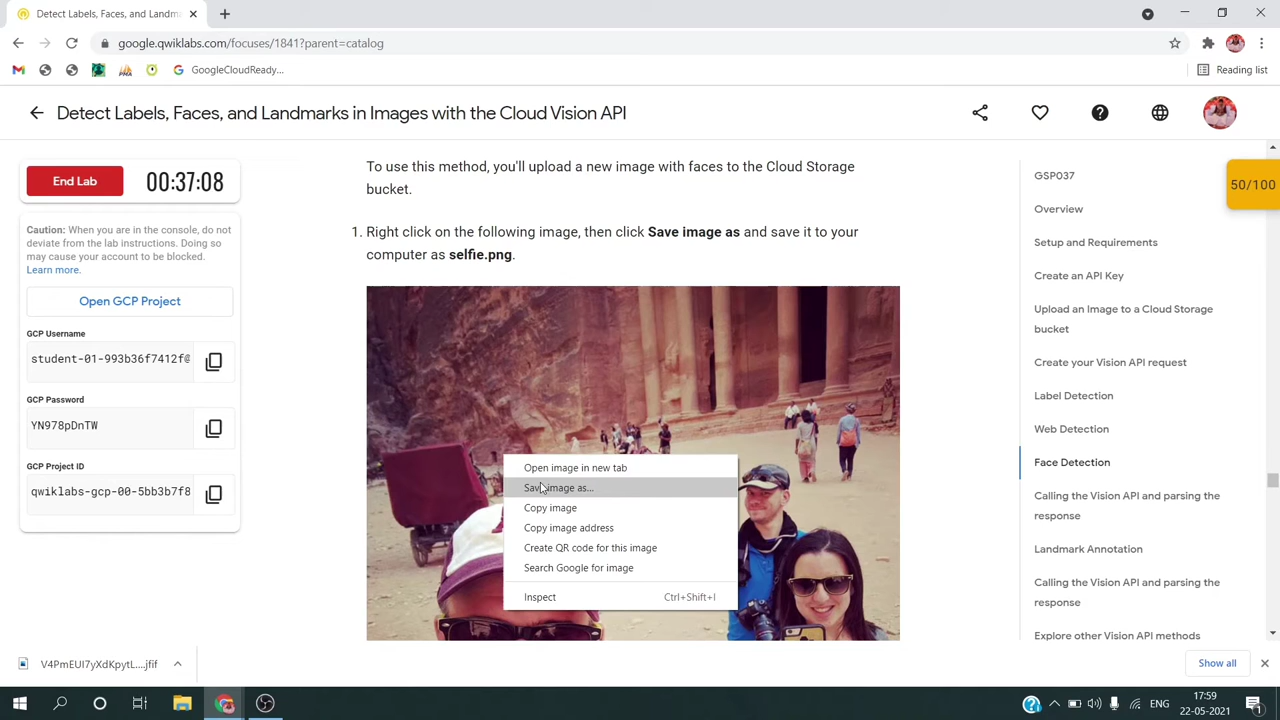 Detect Labels, Faces, and Landma
google.qwiklabs.com/focuses/1841?parent=catalog
GoogleCloudReady...
Reading list
Detect Labels, Faces, and Landmarks in Images with the Cloud Vision API
End Lab
00:37:08
Caution: When you are in the console, do not
deviate from the lab instructions. Doing so
may cause your account to be blocked.
Learn more.
Open GCP Project
GCP Username
student-01-993b36f7412f@
GCP Password
YN978pDnTW
GCP Project ID
qwiklabs-gcp-00-5bb3b7f8
To use this method, you'll upload a new image with faces to the Cloud Storage
bucket.
1. Right click on the following image, then click Save image as and save it to your
computer as selfie.png.
Open image in new tab
Save image as...
Copy image
Copy image address
Create QR code for this image
Search Google for image
Inspect Ctrl+Shift+I
50/100
GSP037
Overview
Setup and Requirements
Create an API Key
Upload an Image to a Cloud Storage
bucket
Create your Vision API request
Label Detection
Web Detection
Face Detection
Calling the Vision API and parsing the
response
Landmark Annotation
Calling the Vision API and parsing the
response
Explore other Vision API methods
V4PmEUI7yXdKpytL....jfif
Show all
ENG
17:59
22-05-2021
1